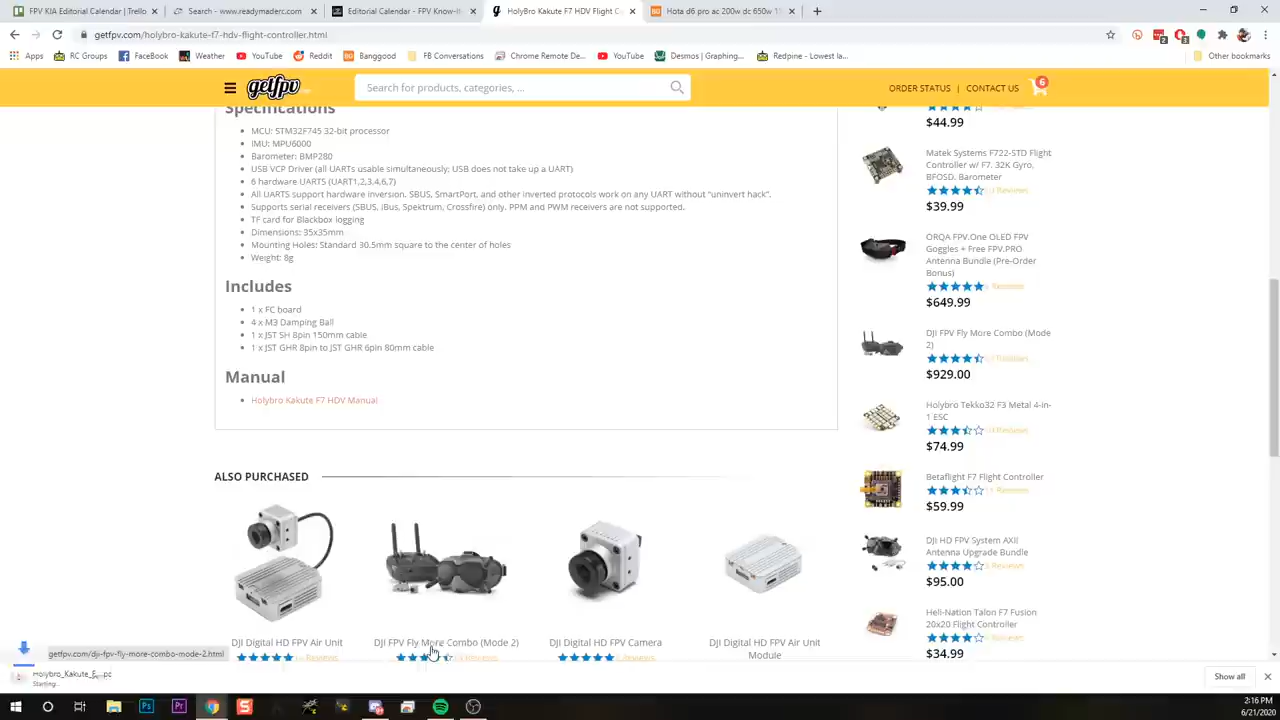 FPV Know-It-All Calendar | Trello
Search - www.readymaderc.com
Editorial Calendar - FPV Know-It-
HolyBro Kakute F7 HDV Flight C
Hota d6 pro ac 200w dc 650w 1
getfpv.com/holybro-kakute-f7-hdv-flight-controller.html
Apps
RC Groups
FaceBook
Weather
YouTube
Reddit
Banggood
FB Conversations
Chrome Remote De...
YouTube
Desmos | Graphing...
Redpine - Lowest la...
Other bookmarks
getfpv
Search for products, categories, ...
ORDER STATUS | CONTACT US
6
Specifications
MCU: STM32F745 32-bit processor
IMU: MPU6000
Barometer: BMP280
USB VCP Driver (all UARTs usable simultaneously; USB does not take up a UART)
6 hardware UARTS (UART1,2,3,4,6,7)
All UARTS support hardware inversion. SBUS, SmartPort, and other inverted protocols work on any UART without "uninvert hack".
Supports serial receivers (SBUS, iBus, Spektrum, Crossfire) only. PPM and PWM receivers are not supported.
TF card for Blackbox logging
Dimensions: 35x35mm
Mounting Holes: Standard 30.5mm square to the center of holes
Weight: 8g
Includes
1 x FC board
4 x M3 Damping Ball
1 x JST SH 8pin 150mm cable
1 x JST GHR 8pin to JST GHR 6pin 80mm cable
Manual
Holybro Kakute F7 HDV Manual
ALSO PURCHASED
DJI Digital HD FPV Air Unit
DJI FPV Fly More Combo (Mode 2)
DJI Digital HD FPV Camera
DJI Digital HD FPV Air Unit
Module
$44.99
Matek Systems F722-STD Flight
Controller w/ F7. 32K Gyro,
BFOSD. Barometer
Reviews
$39.99
ORQA FPV.One OLED FPV
Goggles + Free FPV.PRO
Antenna Bundle (Pre-Order
Bonus)
Reviews
$649.99
DJI FPV Fly More Combo (Mode
2)
Reviews
$929.00
Holybro Tekko32 F3 Metal 4-in-
1 ESC
Reviews
$74.99
Betaflight F7 Flight Controller
Reviews
$59.99
DJI HD FPV System AXII
Antenna Upgrade Bundle
Reviews
$95.00
Heli-Nation Talon F7 Fusion
20x20 Flight Controller
Reviews
$34.99
getfpv.com/dji-fpv-fly-more-combo-mode-2.html
Starting...
Show all
2:16 PM
6/21/2020